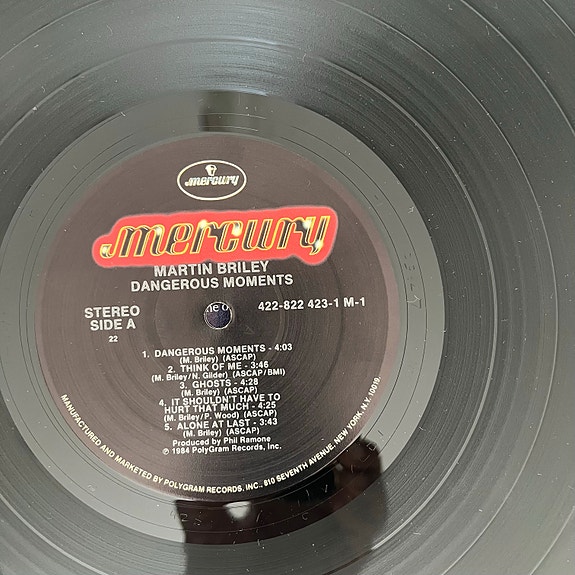 mercury
mercury
MARTIN BRILEY
DANGEROUS MOMENTS
STEREO
SIDE A
22
422-822 423-1 M-1
1. DANGEROUS MOMENTS - 4:03
(M. Briley) (ASCAP)
2. THINK OF ME - 3:46
(M. Briley/N. Gilder) (ASCAP/BMI)
3. GHOSTS - 4:28
(M. Briley) (ASCAP)
4. IT SHOULDN'T HAVE TO
HURT THAT MUCH - 4:25
(M. Briley/P. Wood) (ASCAP)
5. ALONE AT LAST - 3:43
(M. Briley) (ASCAP)
Produced by Phil Ramone
℗ 1984 PolyGram Records, Inc.
MANUFACTURED AND MARKETED BY POLYGRAM RECORDS, INC., 810 SEVENTH AVENUE, NEW YORK, N.Y. 10019.